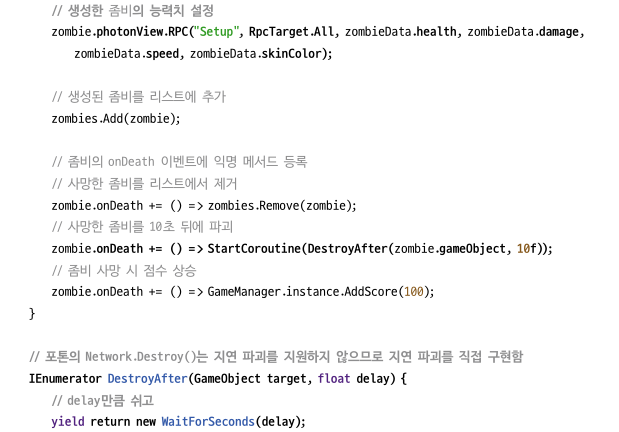 // 생성한 좀비의 능력치 설정
zombie.photonView.RPC("Setup", RpcTarget.All, zombieData.health, zombieData.damage,
zombieData.speed, zombieData.skinColor);
// 생성된 좀비를 리스트에 추가
zombies.Add(zombie);
// 좀비의 onDeath 이벤트에 익명 메서드 등록
// 사망한 좀비를 리스트에서 제거
zombie.onDeath += () => zombies.Remove(zombie);
// 사망한 좀비를 10초 뒤에 파괴
zombie.onDeath += () => StartCoroutine(DestroyAfter(zombie.gameObject, 10f));
// 좀비 사망 시 점수 상승
zombie.onDeath += () => GameManager.instance.AddScore(100);
}
// 포톤의 Network.Destroy()는 지연 파괴를 지원하지 않으므로 지연 파괴를 직접 구현함
IEnumerator DestroyAfter(GameObject target, float delay) {
// delay만큼 쉬고
yield return new WaitForSeconds(delay);